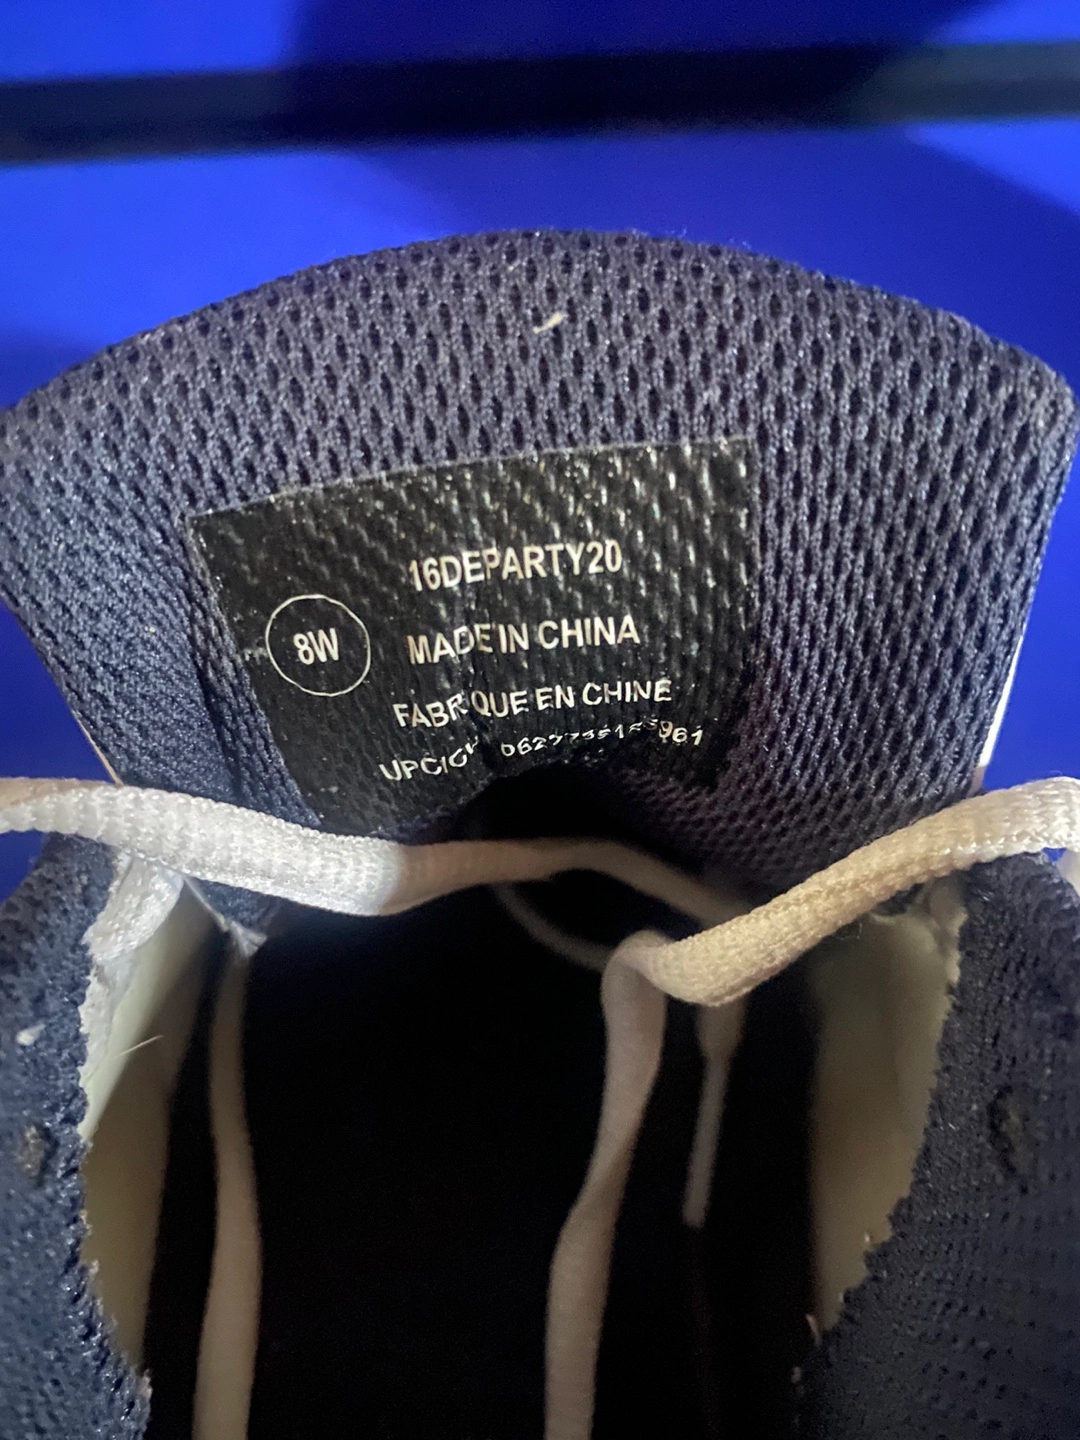 16DEPARTY20
8W
MADE IN CHINA
FABRIQUE EN CHINE